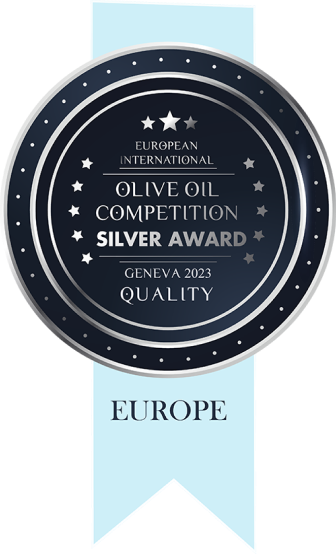 EUROPEAN
INTERNATIONAL
OLIVE OIL
COMPETITION
SILVER AWARD
GENEVA 2023
QUALITY
EUROPE